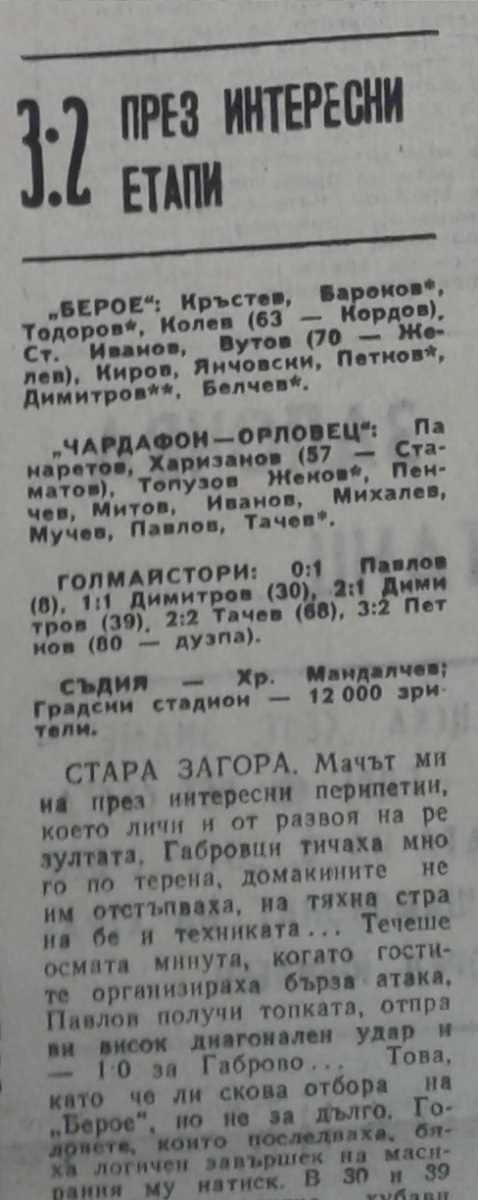 3:2 ПРЕЗ ИНТЕРЕСНИ
ЕТАПИ
„БЕРОЕ“: Кръстев, Бароков*,
Тодоров*, Колев (63 — Кордов),
Ст. Иванов, Вутов (70 — Же-
лев), Киров, Янчовски, Петков*,
Димитров**, Белчев*.
„ЧАРДАФОН—ОРЛОВЕЦ“: Па
наретов, Харизанов (57 — Ста-
матов), Топузов Жеков*, Пен-
чев, Митов, Иванов, Михалев,
Мучев, Павлов, Тачев*.
ГОЛМАЙСТОРИ: 0:1 Павлов
(8), 1:1 Димитров (30), 2:1 Дими
тров (39), 2:2 Тачев (68), 3:2 Пет
ков (80 — дузпа).
СЪДИЯ — Хр. Мандалчев;
Градски стадион — 12 000 зри
тели.
СТАРА ЗАГОРА. Мачът ми
на през интересни перипетии,
което личи и от развоя на ре
зултата. Габровци тичаха мно
го по терена, домакините не
им отстъпваха, на тяхна стра
на бе и техниката... Течеше
осмата минута, когато гости-
те организираха бърза атака,
Павлов получи топката, отпра
ви висок диагонален удар и
— 1:0 за Габрово... Това,
като че ли скова отбора на
„Берое“, но не за дълго. Го-
ловете, които последваха, бя-
ха логичен завършек на маси-
рания му натиск. В 30 и 39